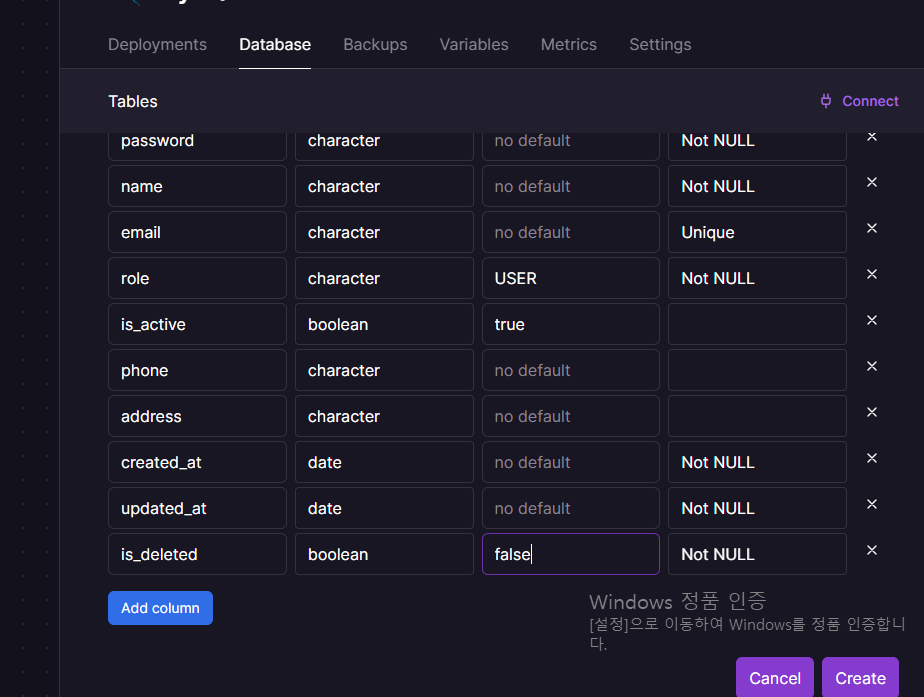 Deployments Database Backups Variables Metrics Settings
Tables Connect
password character no default Not NULL
name character no default Not NULL
email character no default Unique
role character USER Not NULL
is_active boolean true
phone character no default
address character no default
created_at date no default Not NULL
updated_at date no default Not NULL
is_deleted boolean false Not NULL
Add column
Windows 정품 인증
[설정]으로 이동하여 Windows를 정품 인증합니
다.
Cancel Create